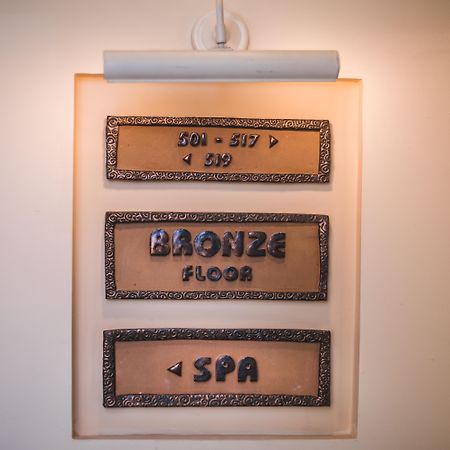 501 - 517 ▷
◁ 519
BRONZE
FLOOR
◁ SPA